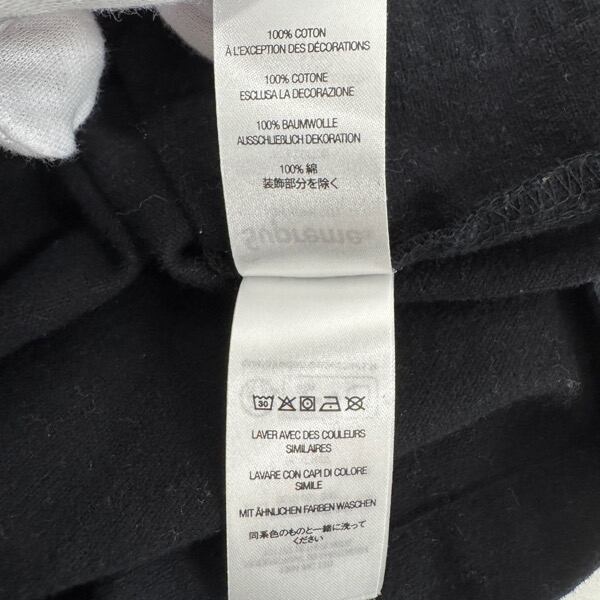 100% COTON
À L'EXCEPTION DES DÉCORATIONS
100% COTONE
ESCLUSA LA DECORAZIONE
100% BAUMWOLLE
AUSSCHLIEßLICH DEKORATION
100% 綿
装飾部分を除く
Supreme
30
LAVER AVEC DES COULEURS
SIMILAIRES
LAVARE CON CAPI DI COLORE
SIMILE
MIT ÄHNLICHEN FARBEN WASCHEN
同系色のものと一緒に洗って
ください